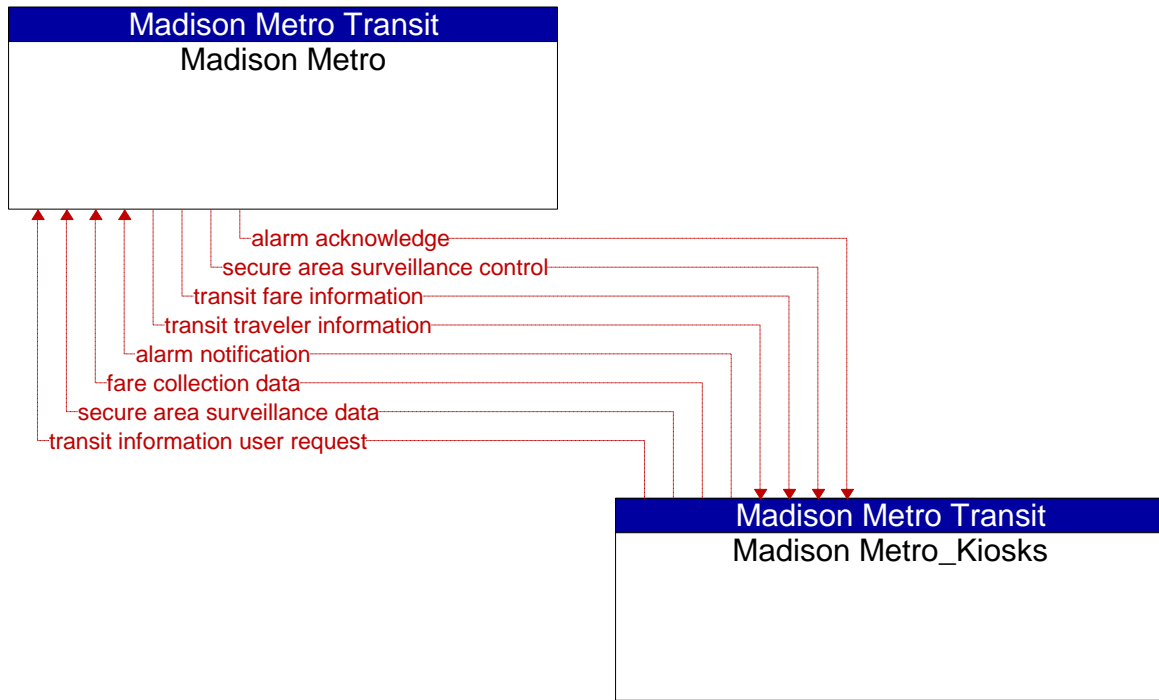 Madison Metro Transit
Madison Metro
alarm acknowledge
secure area surveillance control
transit fare information
transit traveler information
alarm notification
fare collection data
secure area surveillance data
transit information user request
Madison Metro Transit
Madison Metro_Kiosks